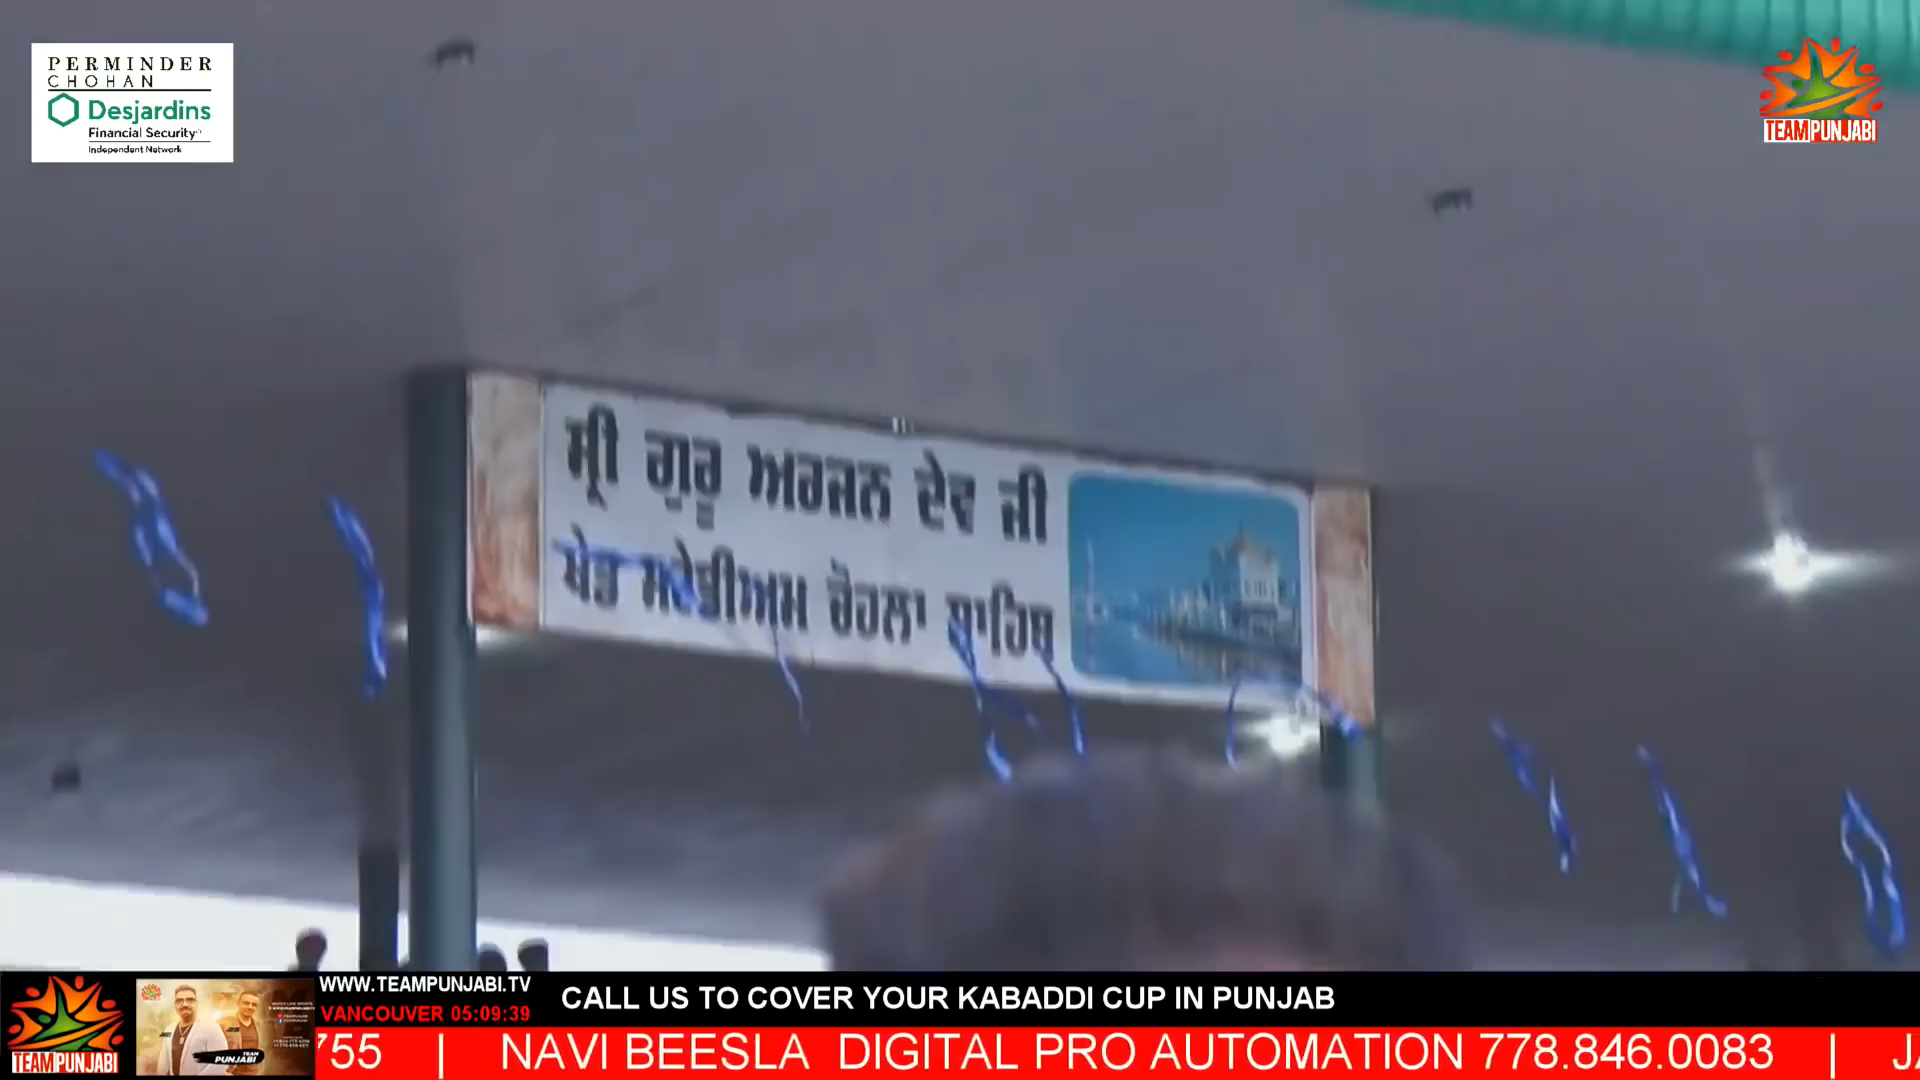 PERMINDER
CHOHAN
Desjardins
Financial Security
Independent Network
TEAMPUNJABI
ਸ੍ਰੀ ਗੁਰੂ ਅਰਜਨ ਦੇਵ ਜੀ
ਖੇਡ ਸਟੇਡੀਅਮ ਚੋਹਲਾ ਸਾਹਿਬ
TEAMPUNJABI
TEAM
PUNJABI
WWW.TEAMPUNJABI.TV
VANCOUVER 05:09:39
CALL US TO COVER YOUR KABADDI CUP IN PUNJAB
755 | NAVI BEESLA DIGITAL PRO AUTOMATION 778.846.0083 |